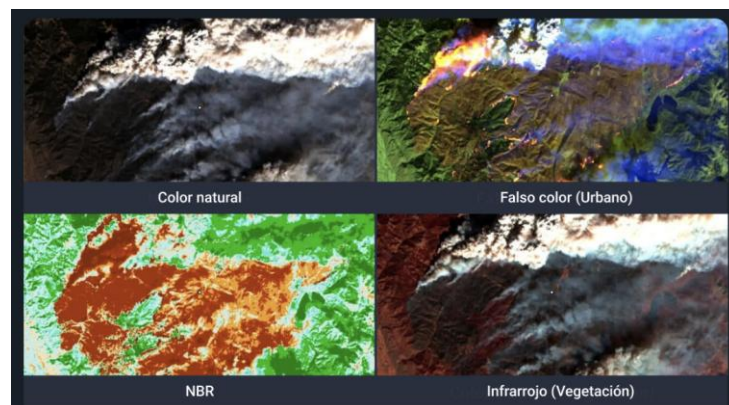 Color natural
Falso color (Urbano)
NBR
Infrarrojo (Vegetación)